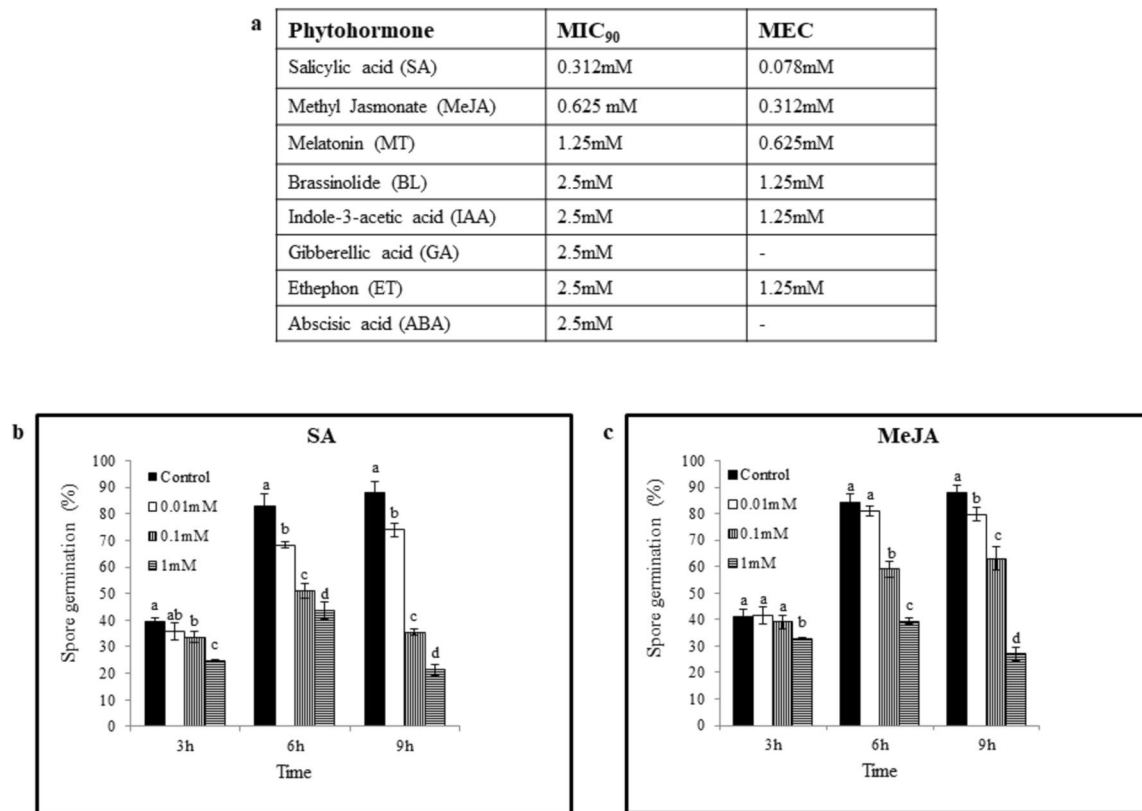 a
Phytohormone MIC90 MEC
Salicylic acid (SA) 0.312mM 0.078mM
Methyl Jasmonate (MeJA) 0.625 mM 0.312mM
Melatonin (MT) 1.25mM 0.625mM
Brassinolide (BL) 2.5mM 1.25mM
Indole-3-acetic acid (IAA) 2.5mM 1.25mM
Gibberellic acid (GA) 2.5mM -
Ethephon (ET) 2.5mM 1.25mM
Abscisic acid (ABA) 2.5mM -
b
SA
Spore germination (%)
100
90
80
70
60
50
40
30
20
10
0
Control
0.01mM
0.1mM
1mM
a ab b c
a b c d
a b c d
3h 6h 9h
Time
c
MeJA
Spore germination (%)
100
90
80
70
60
50
40
30
20
10
0
Control
0.01mM
0.1mM
1mM
a a a b
a a b c
a b c d
3h 6h 9h
Time